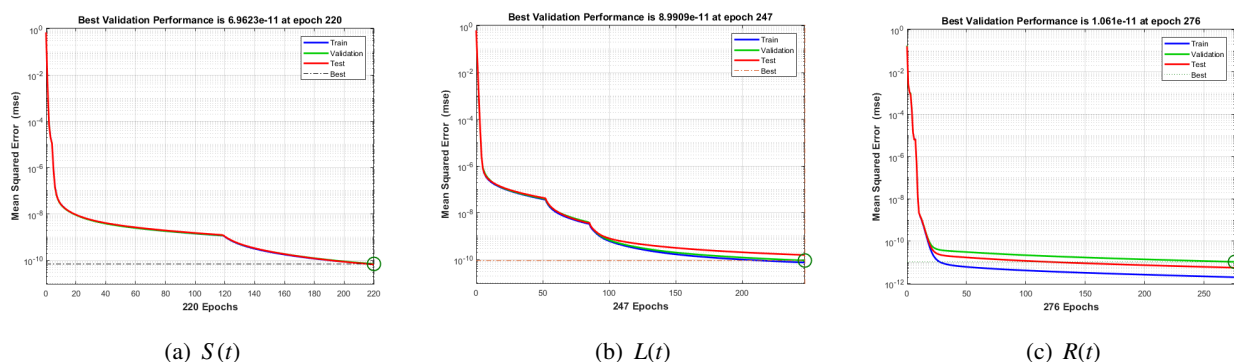 Best Validation Performance is 6.9623e-11 at epoch 220
Mean Squared Error (mse)
10^0
10^-2
10^-4
10^-6
10^-8
10^-10
Train
Validation
Test
Best
0 20 40 60 80 100 120 140 160 180 200 220
220 Epochs
(a) S(t)
Best Validation Performance is 8.9909e-11 at epoch 247
Mean Squared Error (mse)
10^0
10^-2
10^-4
10^-6
10^-8
10^-10
Train
Validation
Test
Best
0 50 100 150 200
247 Epochs
(b) L(t)
Best Validation Performance is 1.061e-11 at epoch 276
Mean Squared Error (mse)
10^0
10^-2
10^-4
10^-6
10^-8
10^-10
10^-12
Train
Validation
Test
Best
0 50 100 150 200 250
276 Epochs
(c) R(t)